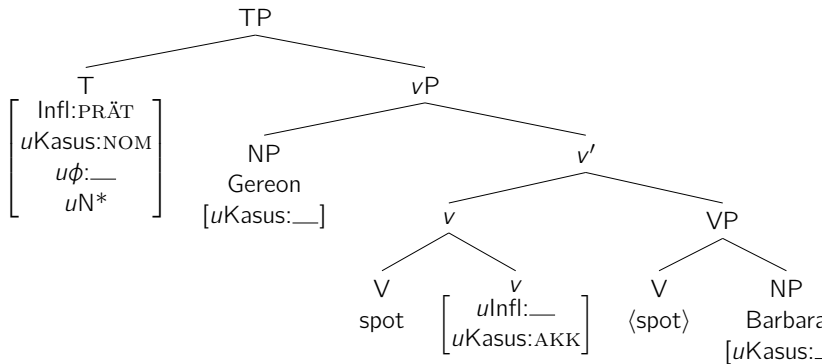 TP
T vP
Infl:PRÄT
uKasus:NOM
uϕ:__
uN*
NP v′
Gereon
[uKasus:__]
v VP
V v V NP
spot uInfl:__ ⟨spot⟩ Barbara
uKasus:AKK [uKasus:_